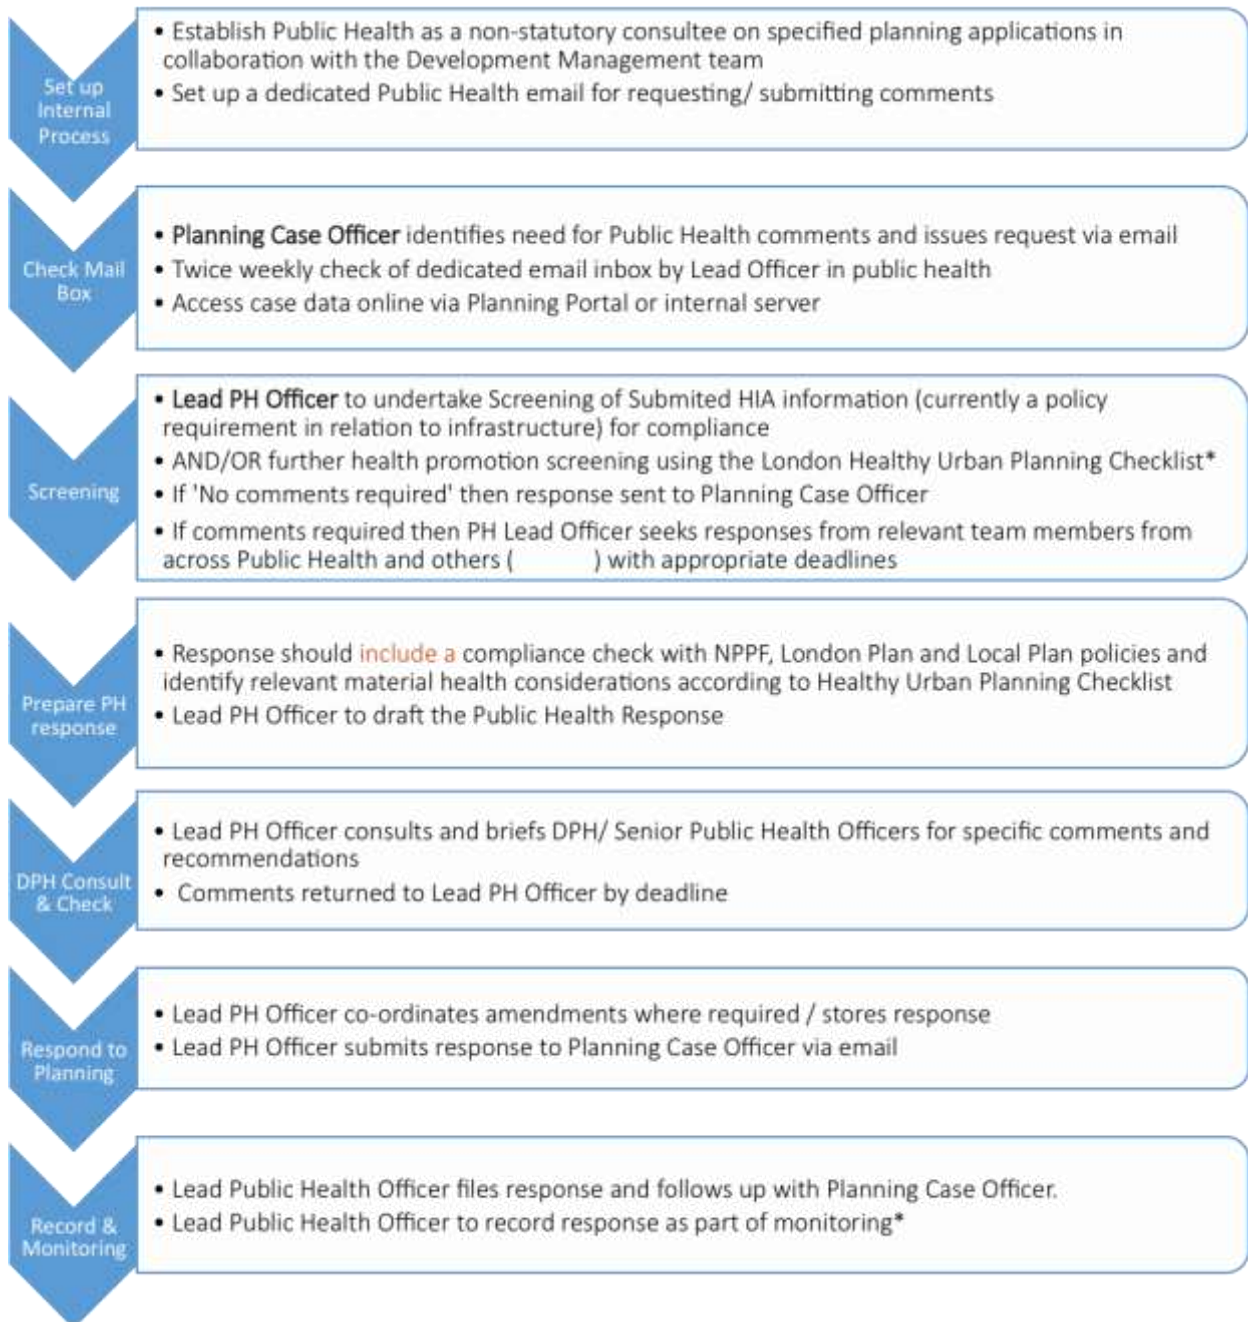 Set up
Internal
Process
• Establish Public Health as a non-statutory consultee on specified planning applications in
collaboration with the Development Management team
• Set up a dedicated Public Health email for requesting/ submitting comments
Check Mail
Box
• Planning Case Officer identifies need for Public Health comments and issues request via email
• Twice weekly check of dedicated email inbox by Lead Officer in public health
• Access case data online via Planning Portal or internal server
Screening
• Lead PH Officer to undertake Screening of Submited HIA information (currently a policy
requirement in relation to infrastructure) for compliance
• AND/OR further health promotion screening using the London Healthy Urban Planning Checklist*
• If 'No comments required' then response sent to Planning Case Officer
• If comments required then PH Lead Officer seeks responses from relevant team members from
across Public Health and others ( ) with appropriate deadlines
Prepare PH
response
• Response should include a compliance check with NPPF, London Plan and Local Plan policies and
identify relevant material health considerations according to Healthy Urban Planning Checklist
• Lead PH Officer to draft the Public Health Response
DPH Consult
& Check
• Lead PH Officer consults and briefs DPH/ Senior Public Health Officers for specific comments and
recommendations
• Comments returned to Lead PH Officer by deadline
Respond to
Planning
• Lead PH Officer co-ordinates amendments where required / stores response
• Lead PH Officer submits response to Planning Case Officer via email
Record &
Monitoring
• Lead Public Health Officer files response and follows up with Planning Case Officer.
• Lead Public Health Officer to record response as part of monitoring*